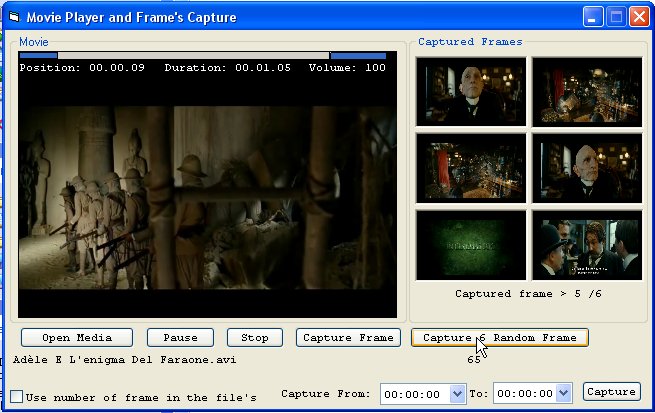 Movie Player and Frame's Capture
Movie
Captured Frames
Position: 00.00.09 Duration: 00.01.05 Volume: 100
Captured frame > 5 /6
Open Media
Pause
Stop
Capture Frame
Capture 6 Random Frame
Adèle E L'enigma Del Faraone.avi
65
Use number of frame in the file's
Capture From:
00:00:00
To:
00:00:00
Capture